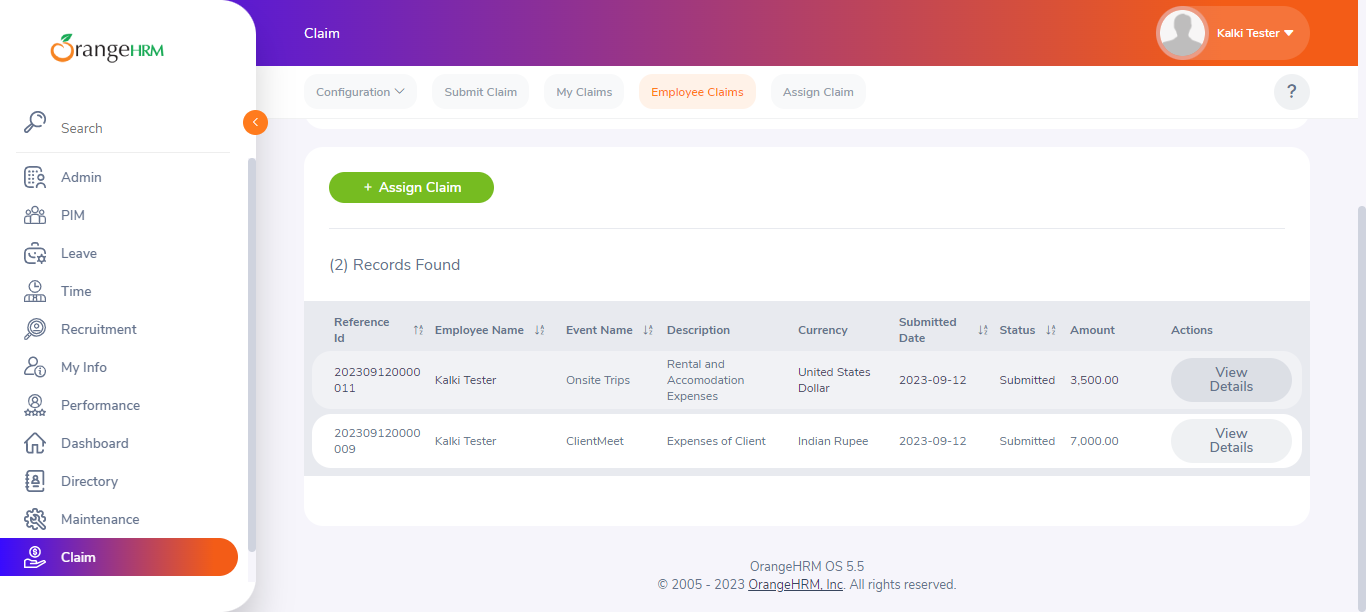 OrangeHRM
Claim
Kalki Tester
Configuration
Submit Claim
My Claims
Employee Claims
Assign Claim
?
Search
Admin
PIM
Leave
Time
Recruitment
My Info
Performance
Dashboard
Directory
Maintenance
Claim
+ Assign Claim
(2) Records Found
Reference
Id
Employee Name
Event Name
Description
Currency
Submitted
Date
Status
Amount
Actions
202309120000
011
Kalki Tester
Onsite Trips
Rental and
Accomodation
Expenses
United States
Dollar
2023-09-12
Submitted
3,500.00
View
Details
202309120000
009
Kalki Tester
ClientMeet
Expenses of Client
Indian Rupee
2023-09-12
Submitted
7,000.00
View
Details
OrangeHRM OS 5.5
© 2005 - 2023 OrangeHRM, Inc. All rights reserved.